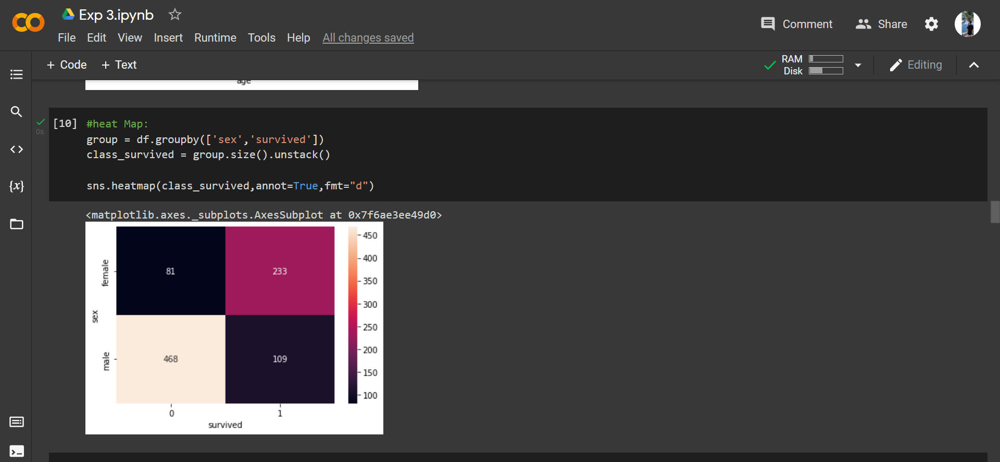 Exp 3.ipynb
File Edit View Insert Runtime Tools Help All changes saved
Comment Share
+ Code + Text
RAM
Disk
Editing
age
[10] #heat Map:
0s
group = df.groupby(['sex','survived'])
class_survived = group.size().unstack()
sns.heatmap(class_survived,annot=True,fmt="d")
<matplotlib.axes._subplots.AxesSubplot at 0x7f6ae3ee49d0>
sex
female
81
233
male
468
109
0
1
survived
450
400
350
300
250
200
150
100
{x}